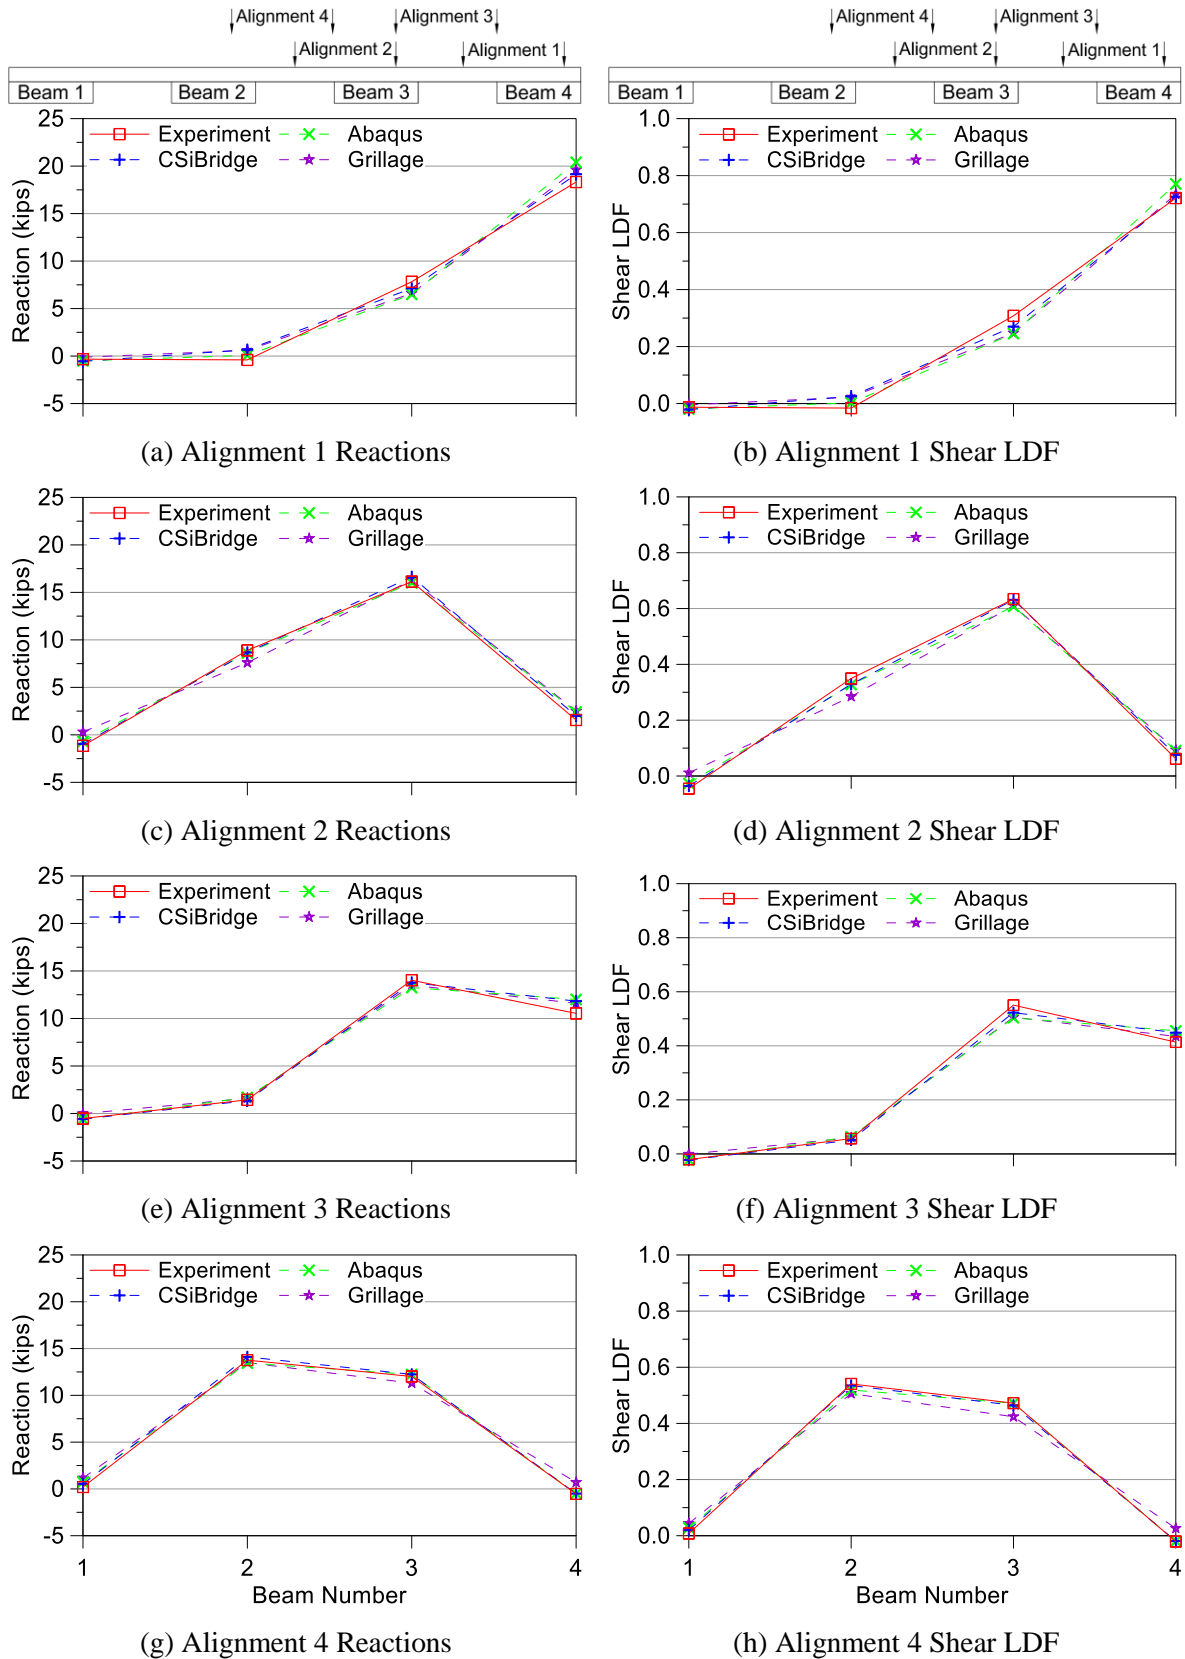 Alignment 4 Alignment 3 Alignment 4 Alignment 3
Alignment 2 Alignment 1 Alignment 2 Alignment 1
Beam 1 Beam 2 Beam 3 Beam 4 Beam 1 Beam 2 Beam 3 Beam 4
25
20
15
10
5
0
-5
Reaction (kips)
Experiment Abaqus
CSiBridge Grillage
(a) Alignment 1 Reactions
1.0
0.8
0.6
0.4
0.2
0.0
Shear LDF
Experiment Abaqus
CSiBridge Grillage
(b) Alignment 1 Shear LDF
25
20
15
10
5
0
-5
Reaction (kips)
Experiment Abaqus
CSiBridge Grillage
(c) Alignment 2 Reactions
1.0
0.8
0.6
0.4
0.2
0.0
Shear LDF
Experiment Abaqus
CSiBridge Grillage
(d) Alignment 2 Shear LDF
25
20
15
10
5
0
-5
Reaction (kips)
Experiment Abaqus
CSiBridge Grillage
(e) Alignment 3 Reactions
1.0
0.8
0.6
0.4
0.2
0.0
Shear LDF
Experiment Abaqus
CSiBridge Grillage
(f) Alignment 3 Shear LDF
25
20
15
10
5
0
-5
Reaction (kips)
Experiment Abaqus
CSiBridge Grillage
1 2 3 4
Beam Number
(g) Alignment 4 Reactions
1.0
0.8
0.6
0.4
0.2
0.0
Shear LDF
Experiment Abaqus
CSiBridge Grillage
1 2 3 4
Beam Number
(h) Alignment 4 Shear LDF